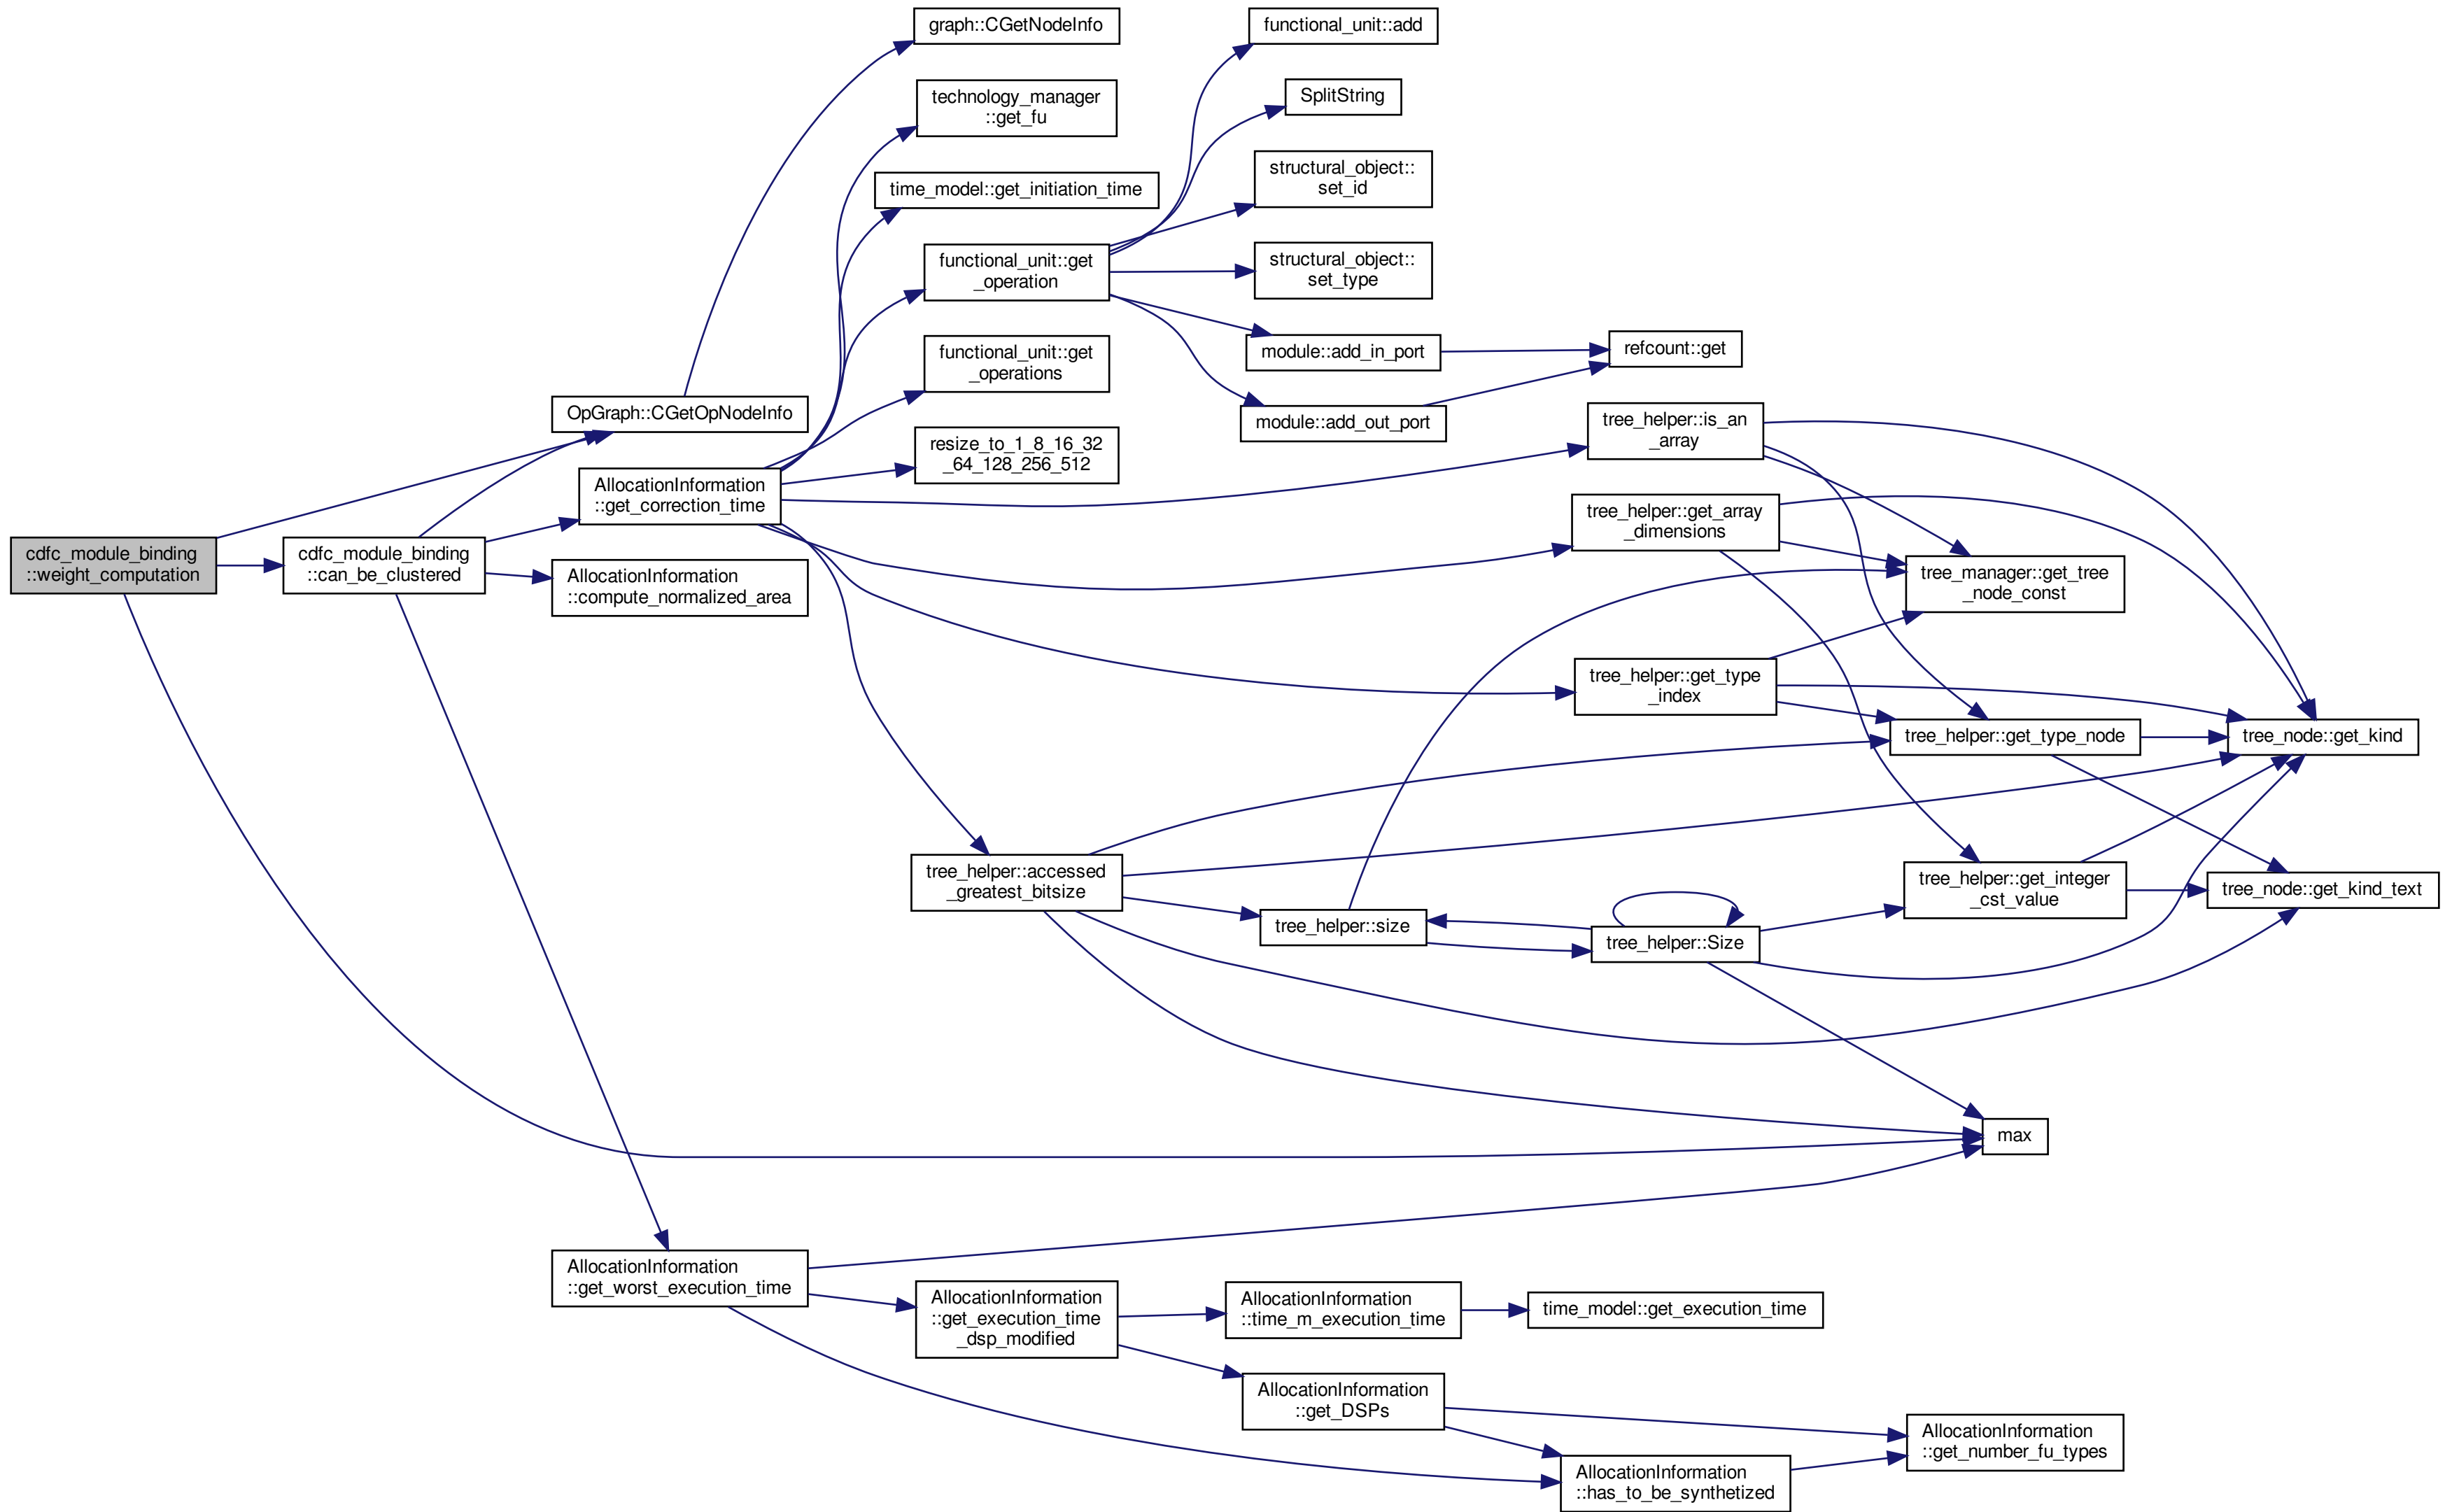 graph::CGetNodeInfo
functional_unit::add
technology_manager
::get_fu
SplitString
time_model::get_initiation_time
structural_object::
set_id
functional_unit::get
_operation
structural_object::
set_type
functional_unit::get
_operations
module::add_in_port
refcount::get
OpGraph::CGetOpNodeInfo
module::add_out_port
tree_helper::is_an
_array
resize_to_1_8_16_32
_64_128_256_512
AllocationInformation
::get_correction_time
tree_helper::get_array
_dimensions
cdfc_module_binding
::weight_computation
cdfc_module_binding
::can_be_clustered
AllocationInformation
::compute_normalized_area
tree_manager::get_tree
_node_const
tree_helper::get_type
_index
tree_helper::get_type_node
tree_node::get_kind
tree_helper::accessed
_greatest_bitsize
tree_helper::get_integer
_cst_value
tree_node::get_kind_text
tree_helper::size
tree_helper::Size
max
AllocationInformation
::get_worst_execution_time
AllocationInformation
::get_execution_time
_dsp_modified
AllocationInformation
::time_m_execution_time
time_model::get_execution_time
AllocationInformation
::get_DSPs
AllocationInformation
::get_number_fu_types
AllocationInformation
::has_to_be_synthetized